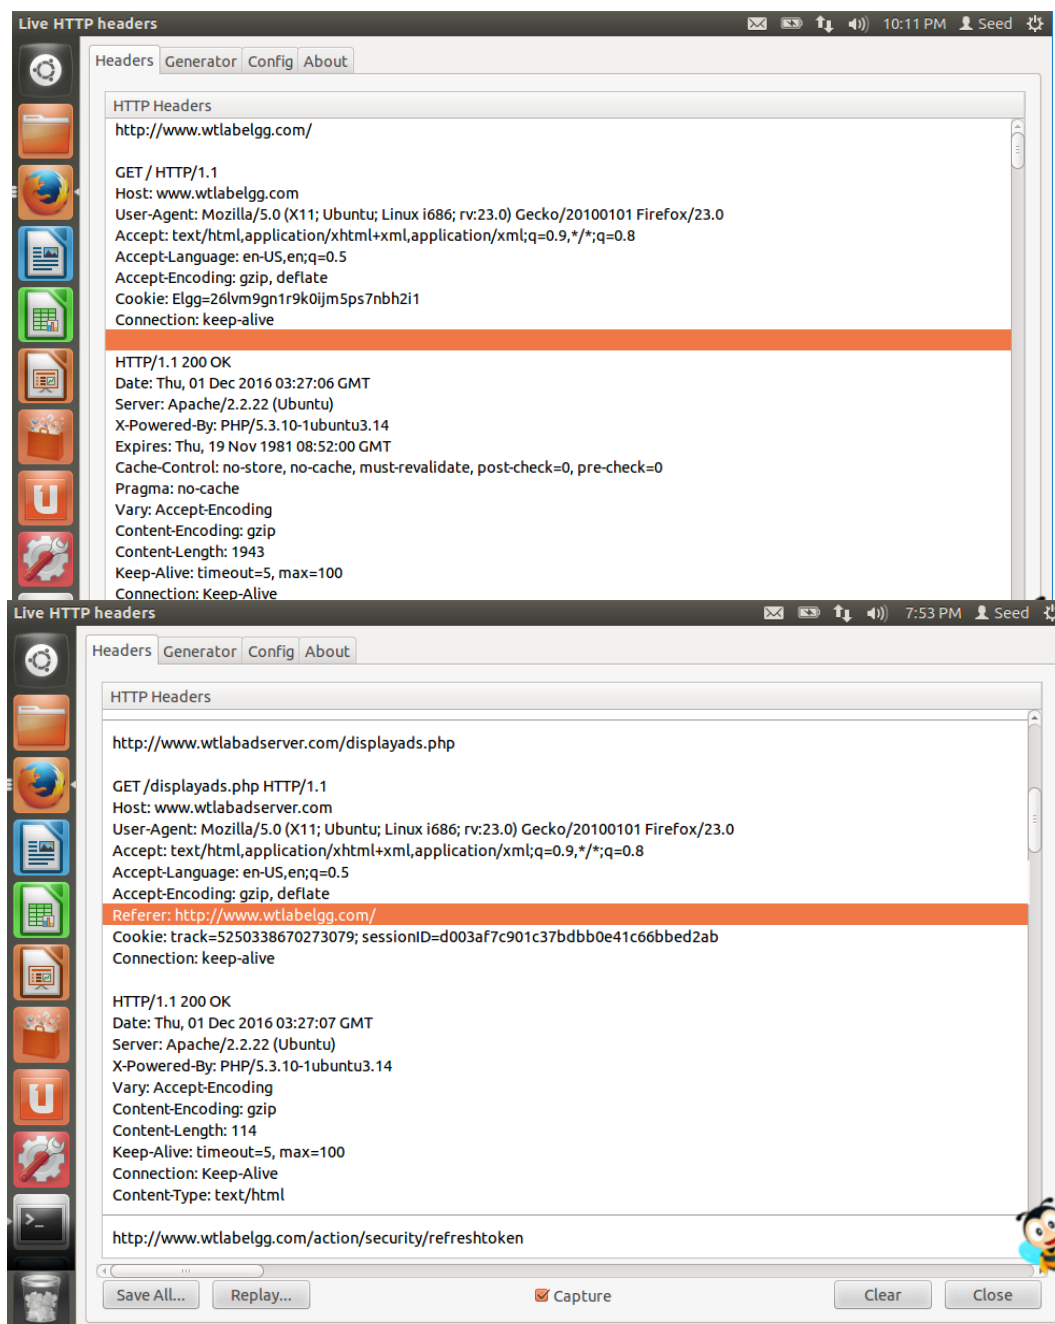 Live HTTP headers
10:11 PM Seed
Headers Generator Config About
HTTP Headers
http://www.wtlabelgg.com/
GET / HTTP/1.1
Host: www.wtlabelgg.com
User-Agent: Mozilla/5.0 (X11; Ubuntu; Linux i686; rv:23.0) Gecko/20100101 Firefox/23.0
Accept: text/html,application/xhtml+xml,application/xml;q=0.9,*/*;q=0.8
Accept-Language: en-US,en;q=0.5
Accept-Encoding: gzip, deflate
Cookie: Elgg=26lvm9gn1r9k0ijm5ps7nbh2i1
Connection: keep-alive
HTTP/1.1 200 OK
Date: Thu, 01 Dec 2016 03:27:06 GMT
Server: Apache/2.2.22 (Ubuntu)
X-Powered-By: PHP/5.3.10-1ubuntu3.14
Expires: Thu, 19 Nov 1981 08:52:00 GMT
Cache-Control: no-store, no-cache, must-revalidate, post-check=0, pre-check=0
Pragma: no-cache
Vary: Accept-Encoding
Content-Encoding: gzip
Content-Length: 1943
Keep-Alive: timeout=5, max=100
Connection: Keep-Alive
Live HTTP headers
7:53 PM Seed
Headers Generator Config About
HTTP Headers
http://www.wtlabadserver.com/displayads.php
GET /displayads.php HTTP/1.1
Host: www.wtlabadserver.com
User-Agent: Mozilla/5.0 (X11; Ubuntu; Linux i686; rv:23.0) Gecko/20100101 Firefox/23.0
Accept: text/html,application/xhtml+xml,application/xml;q=0.9,*/*;q=0.8
Accept-Language: en-US,en;q=0.5
Accept-Encoding: gzip, deflate
Referer: http://www.wtlabelgg.com/
Cookie: track=5250338670273079; sessionID=d003af7c901c37bdbb0e41c66bbed2ab
Connection: keep-alive
HTTP/1.1 200 OK
Date: Thu, 01 Dec 2016 03:27:07 GMT
Server: Apache/2.2.22 (Ubuntu)
X-Powered-By: PHP/5.3.10-1ubuntu3.14
Vary: Accept-Encoding
Content-Encoding: gzip
Content-Length: 114
Keep-Alive: timeout=5, max=100
Connection: Keep-Alive
Content-Type: text/html
http://www.wtlabelgg.com/action/security/refreshtoken
Save All... Replay... Capture Clear Close